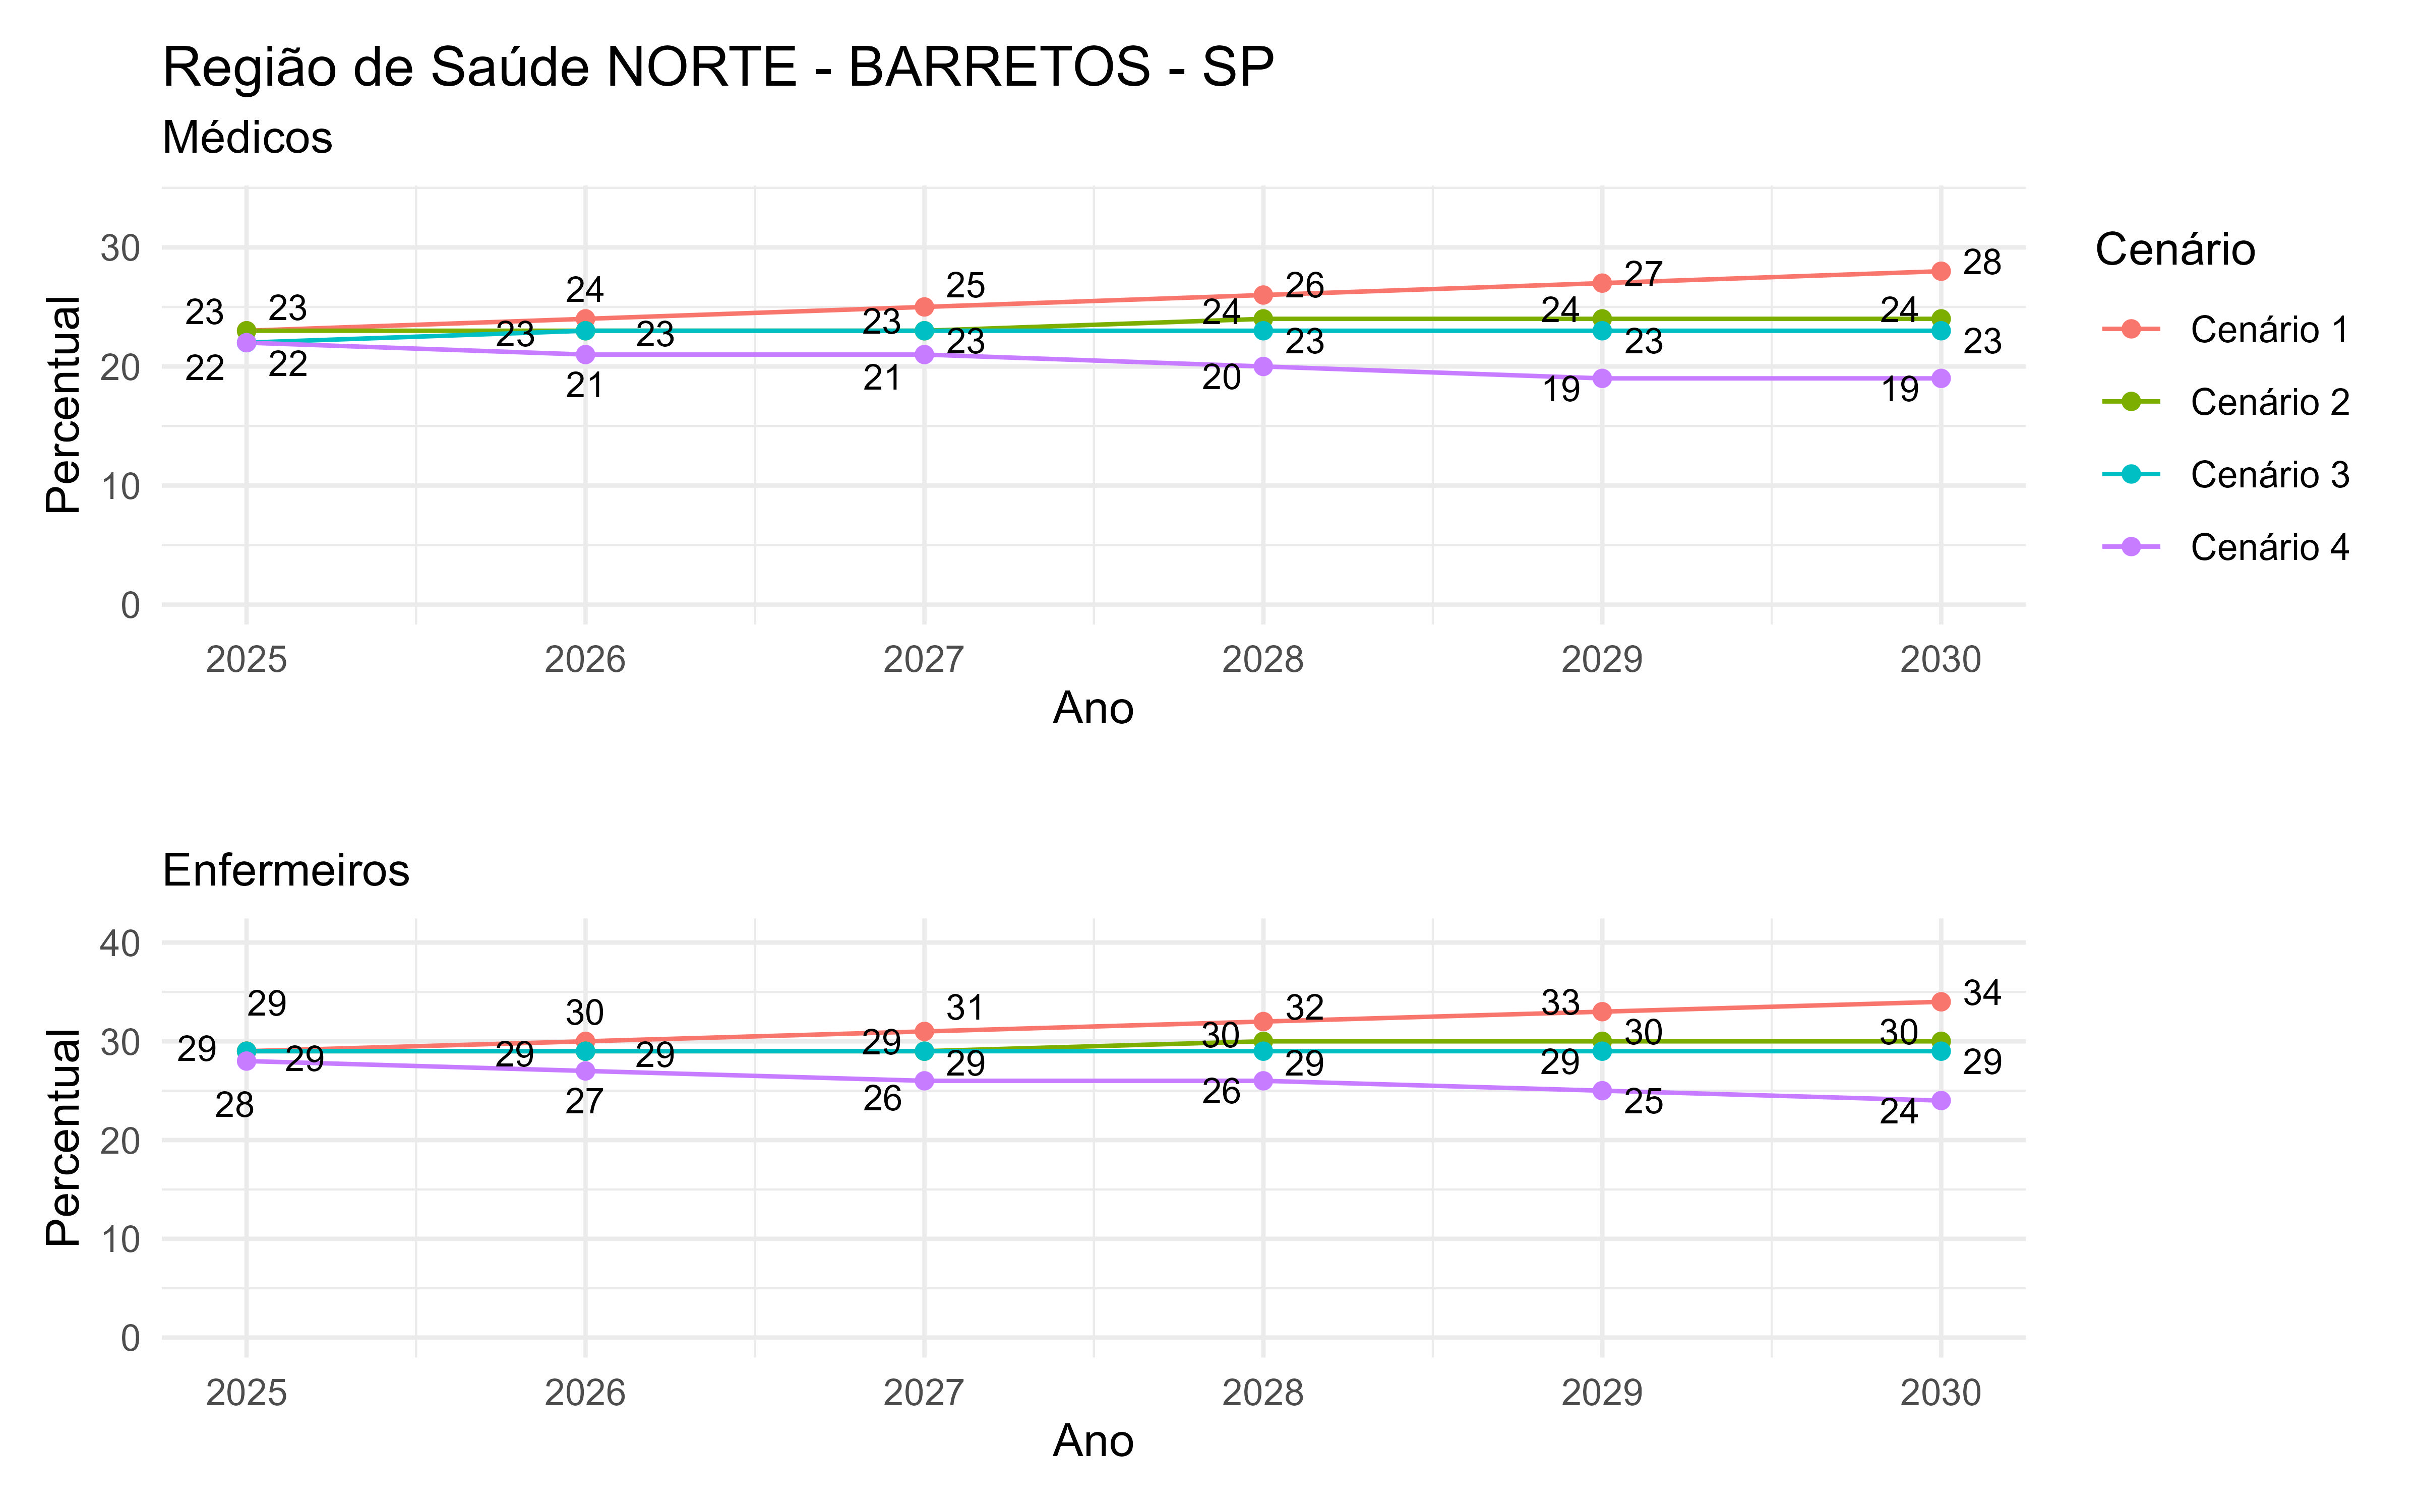 Região de Saúde NORTE - BARRETOS - SP
Médicos
Percentual
30
20
10
0
23 23 24 25 26 27 28
23 23 23 23 24 24 24
22 22 23 23 23 23
21 21 20 19 19
2025 2026 2027 2028 2029 2030
Ano
Cenário
Cenário 1
Cenário 2
Cenário 3
Cenário 4
Enfermeiros
Percentual
40
30
20
10
0
29 30 31 32 33 34
29 29 29 29 29 30 30 30
29 29 29 29
28 27 26 26 25 24
2025 2026 2027 2028 2029 2030
Ano